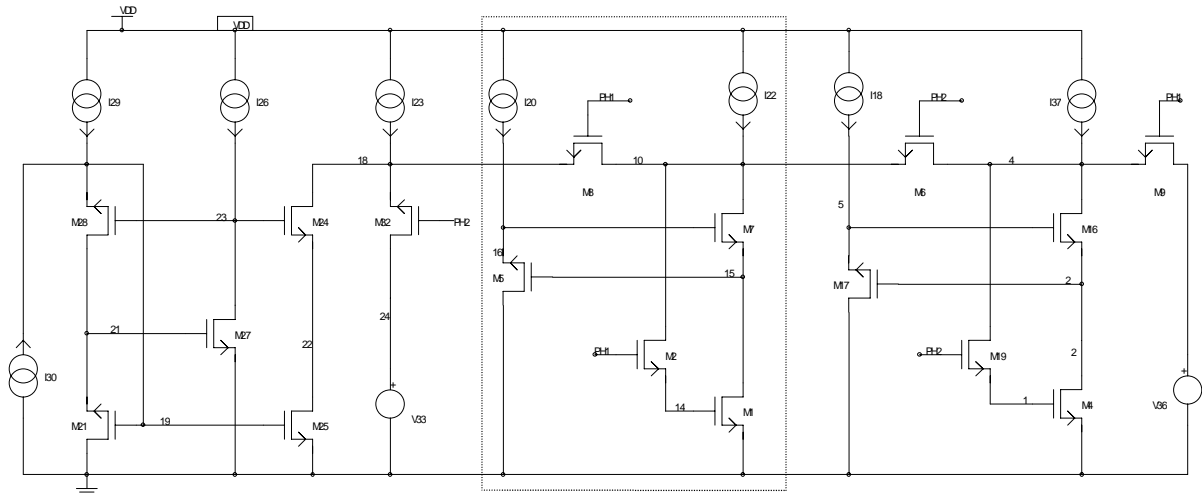 VDD
VDD
I29
I26
I23
I20
I22
I18
I37
PH1
PH2
PH1
18
10
4
M8
M6
M9
M28
23
M24
M32
PH2
M7
5
M16
16
M5
15
M17
2
21
M27
22
24
PH1
M2
PH2
M19
2
I30
M21
19
M25
V33
14
M1
1
M4
V36